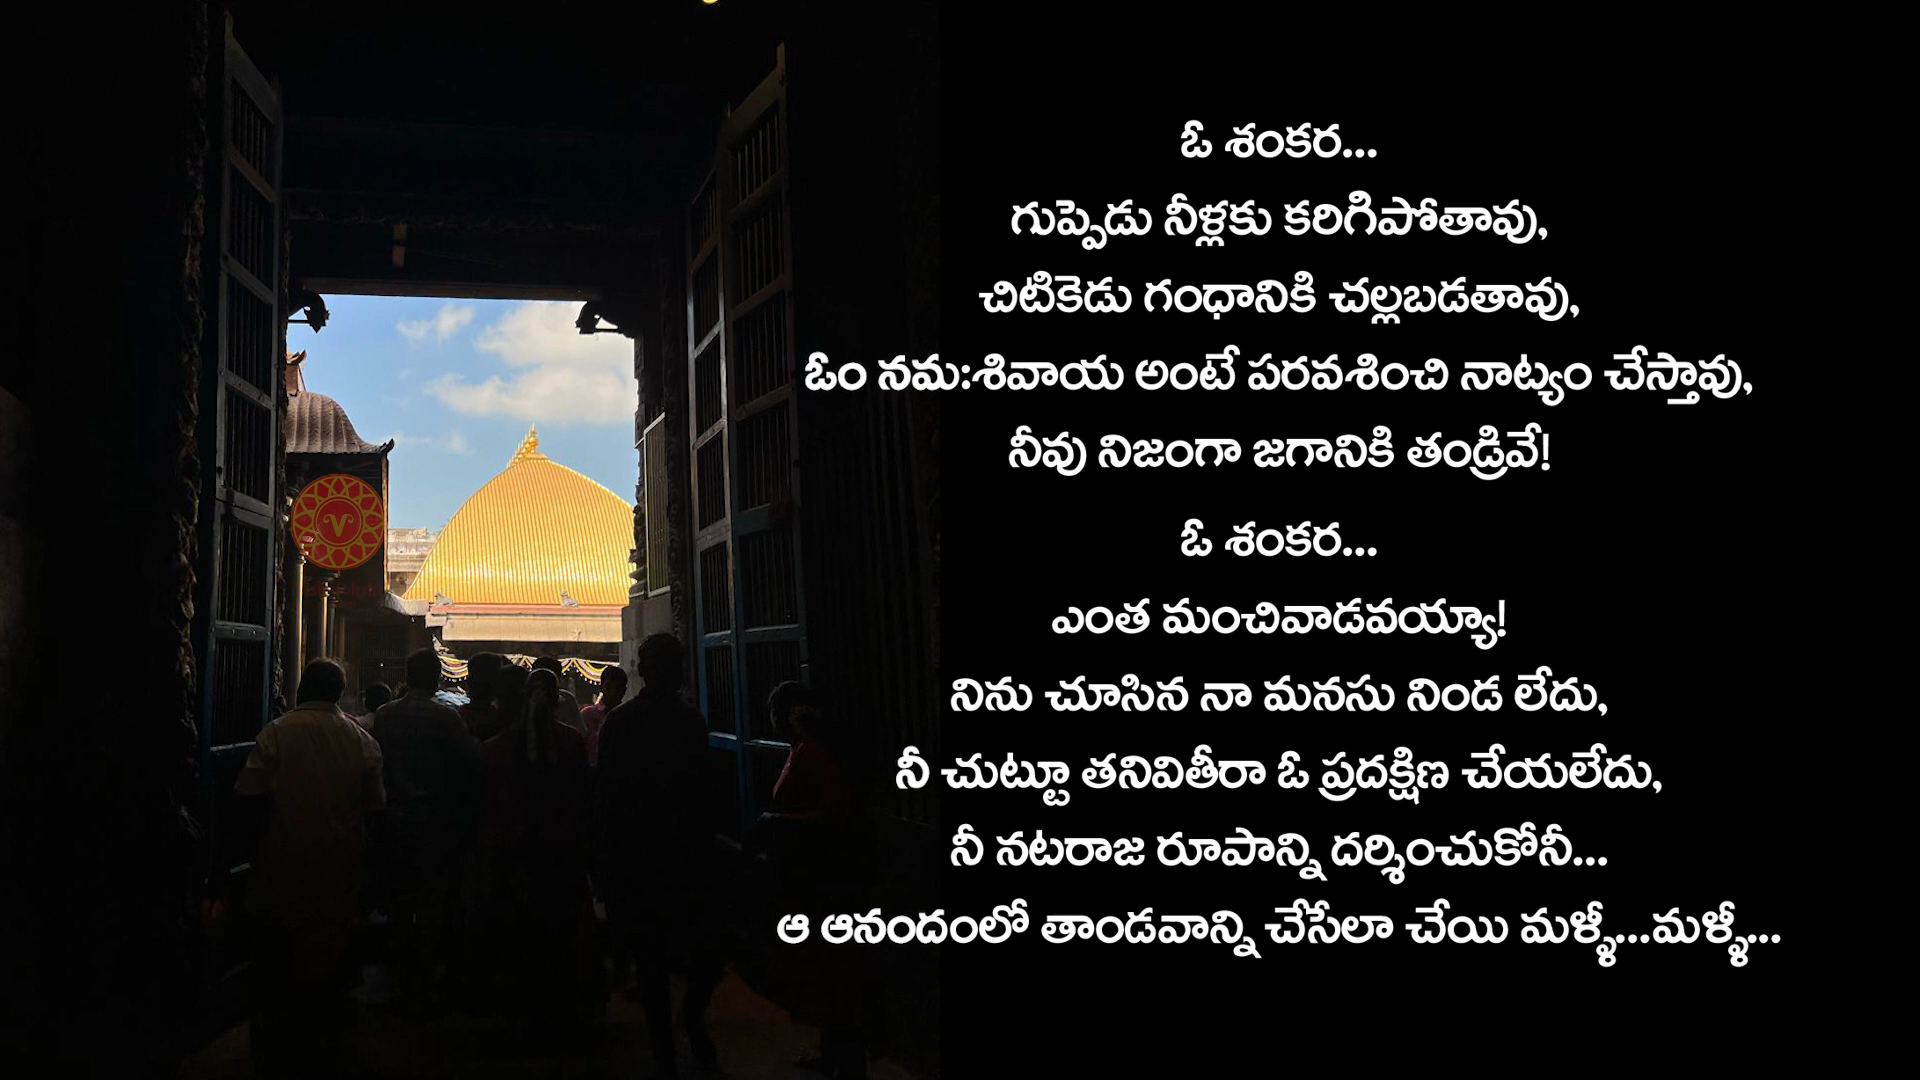 ఓ శంకర...
గుప్పెడు నీళ్లకు కరిగిపోతావు,
చిటికెడు గంధానికి చల్లబడతావు,
ఓం నమ:శివాయ అంటే పరవశించి నాట్యం చేస్తావు,
నీవు నిజంగా జగానికి తండ్రివే!
ఓ శంకర...
ఎంత మంచివాడవయ్యా!
నిను చూసిన నా మనసు నిండ లేదు,
నీ చుట్టూ తనివితీరా ఓ ప్రదక్షిణ చేయలేదు,
నీ నటరాజ రూపాన్ని దర్శించుకోనీ...
ఆ ఆనందంలో తాండవాన్ని చేసేలా చేయి మళ్ళీ...మళ్ళీ...
V